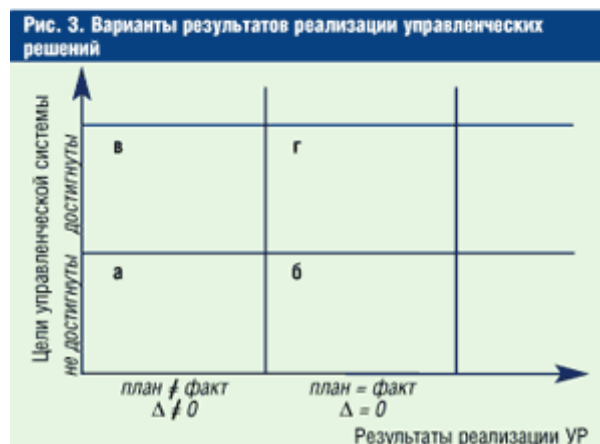 Рис. 3. Варианты результатов реализации управленческих
решений
Цели управленческой системы
не достигнуты достигнуты
в
г
а
б
план ≠ факт
Δ ≠ 0
план = факт
Δ = 0
Результаты реализации УР